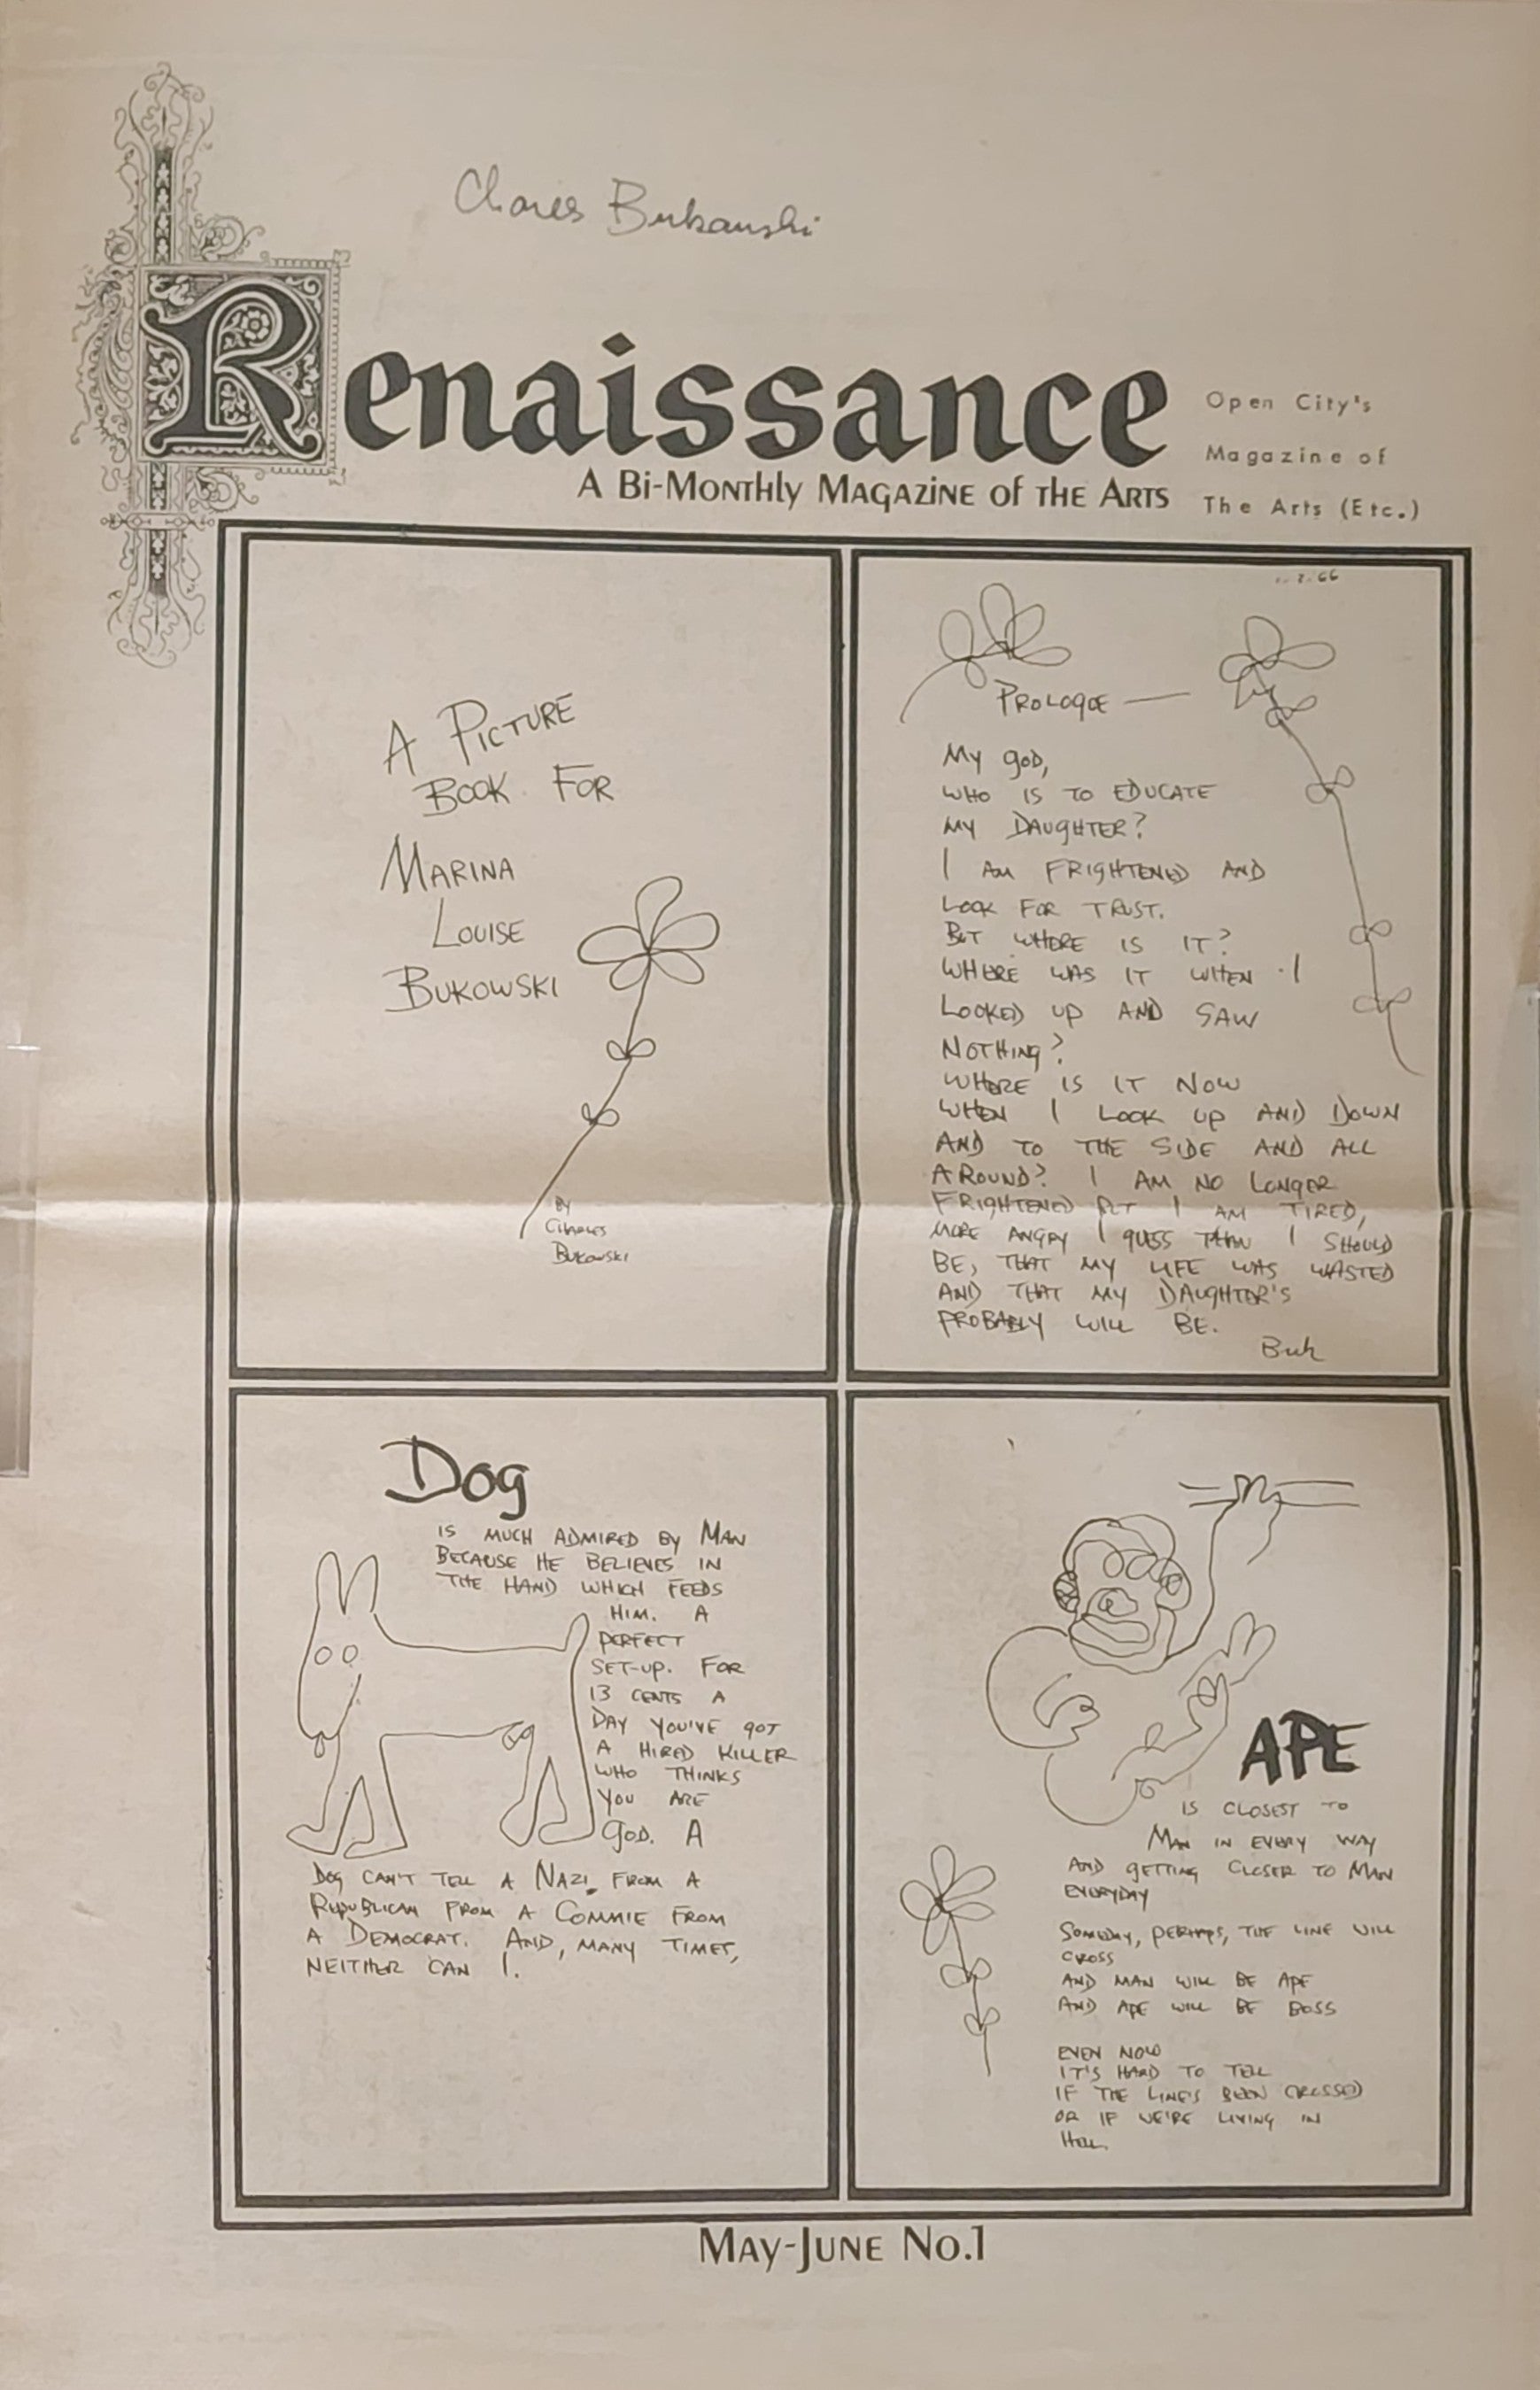 Charles Bukowski
Renaissance
A Bi-Monthly Magazine of the Arts
Open City's
Magazine of
The Arts (Etc.)
A PICTURE
BOOK FOR
MARINA
LOUISE
BUKOWSKI
BY
CHARLES
BUKOWSKI
PROLOGUE —
MY GOD,
WHO IS TO EDUCATE
MY DAUGHTER?
I AM FRIGHTENED AND
LOOK FOR TRUST.
BUT WHERE IS IT?
WHERE WAS IT WHEN I
LOOKED UP AND SAW
NOTHING?
WHERE IS IT NOW
WHEN I LOOK UP AND DOWN
AND TO THE SIDE AND ALL
AROUND? I AM NO LONGER
FRIGHTENED BUT I AM TIRED,
MORE ANGRY I GUESS THAN I SHOULD
BE, THAT MY LIFE WAS WASTED
AND THAT MY DAUGHTER'S
PROBABLY WILL BE.
Buk
DOG
IS MUCH ADMIRED BY MAN
BECAUSE HE BELIEVES IN
THE HAND WHICH FEEDS
HIM. A
PERFECT
SET-UP. FOR
13 CENTS A
DAY YOU'VE GOT
A HIRED KILLER
WHO THINKS
YOU ARE
GOD. A
DOG CAN'T TELL A NAZI FROM A
REPUBLICAN FROM A COMMIE FROM
A DEMOCRAT. AND, MANY TIMES,
NEITHER CAN I.
APE
IS CLOSEST TO
MAN IN EVERY WAY
AND GETTING CLOSER TO MAN
EVERYDAY
SOMEDAY, PERHAPS, THE LINE WILL
CROSS
AND MAN WILL BE APE
AND APE WILL BE BOSS
EVEN NOW
IT'S HARD TO TELL
IF THE LINE'S BEEN CROSSED
OR IF WE'RE LIVING IN
HELL.
May-June No.1